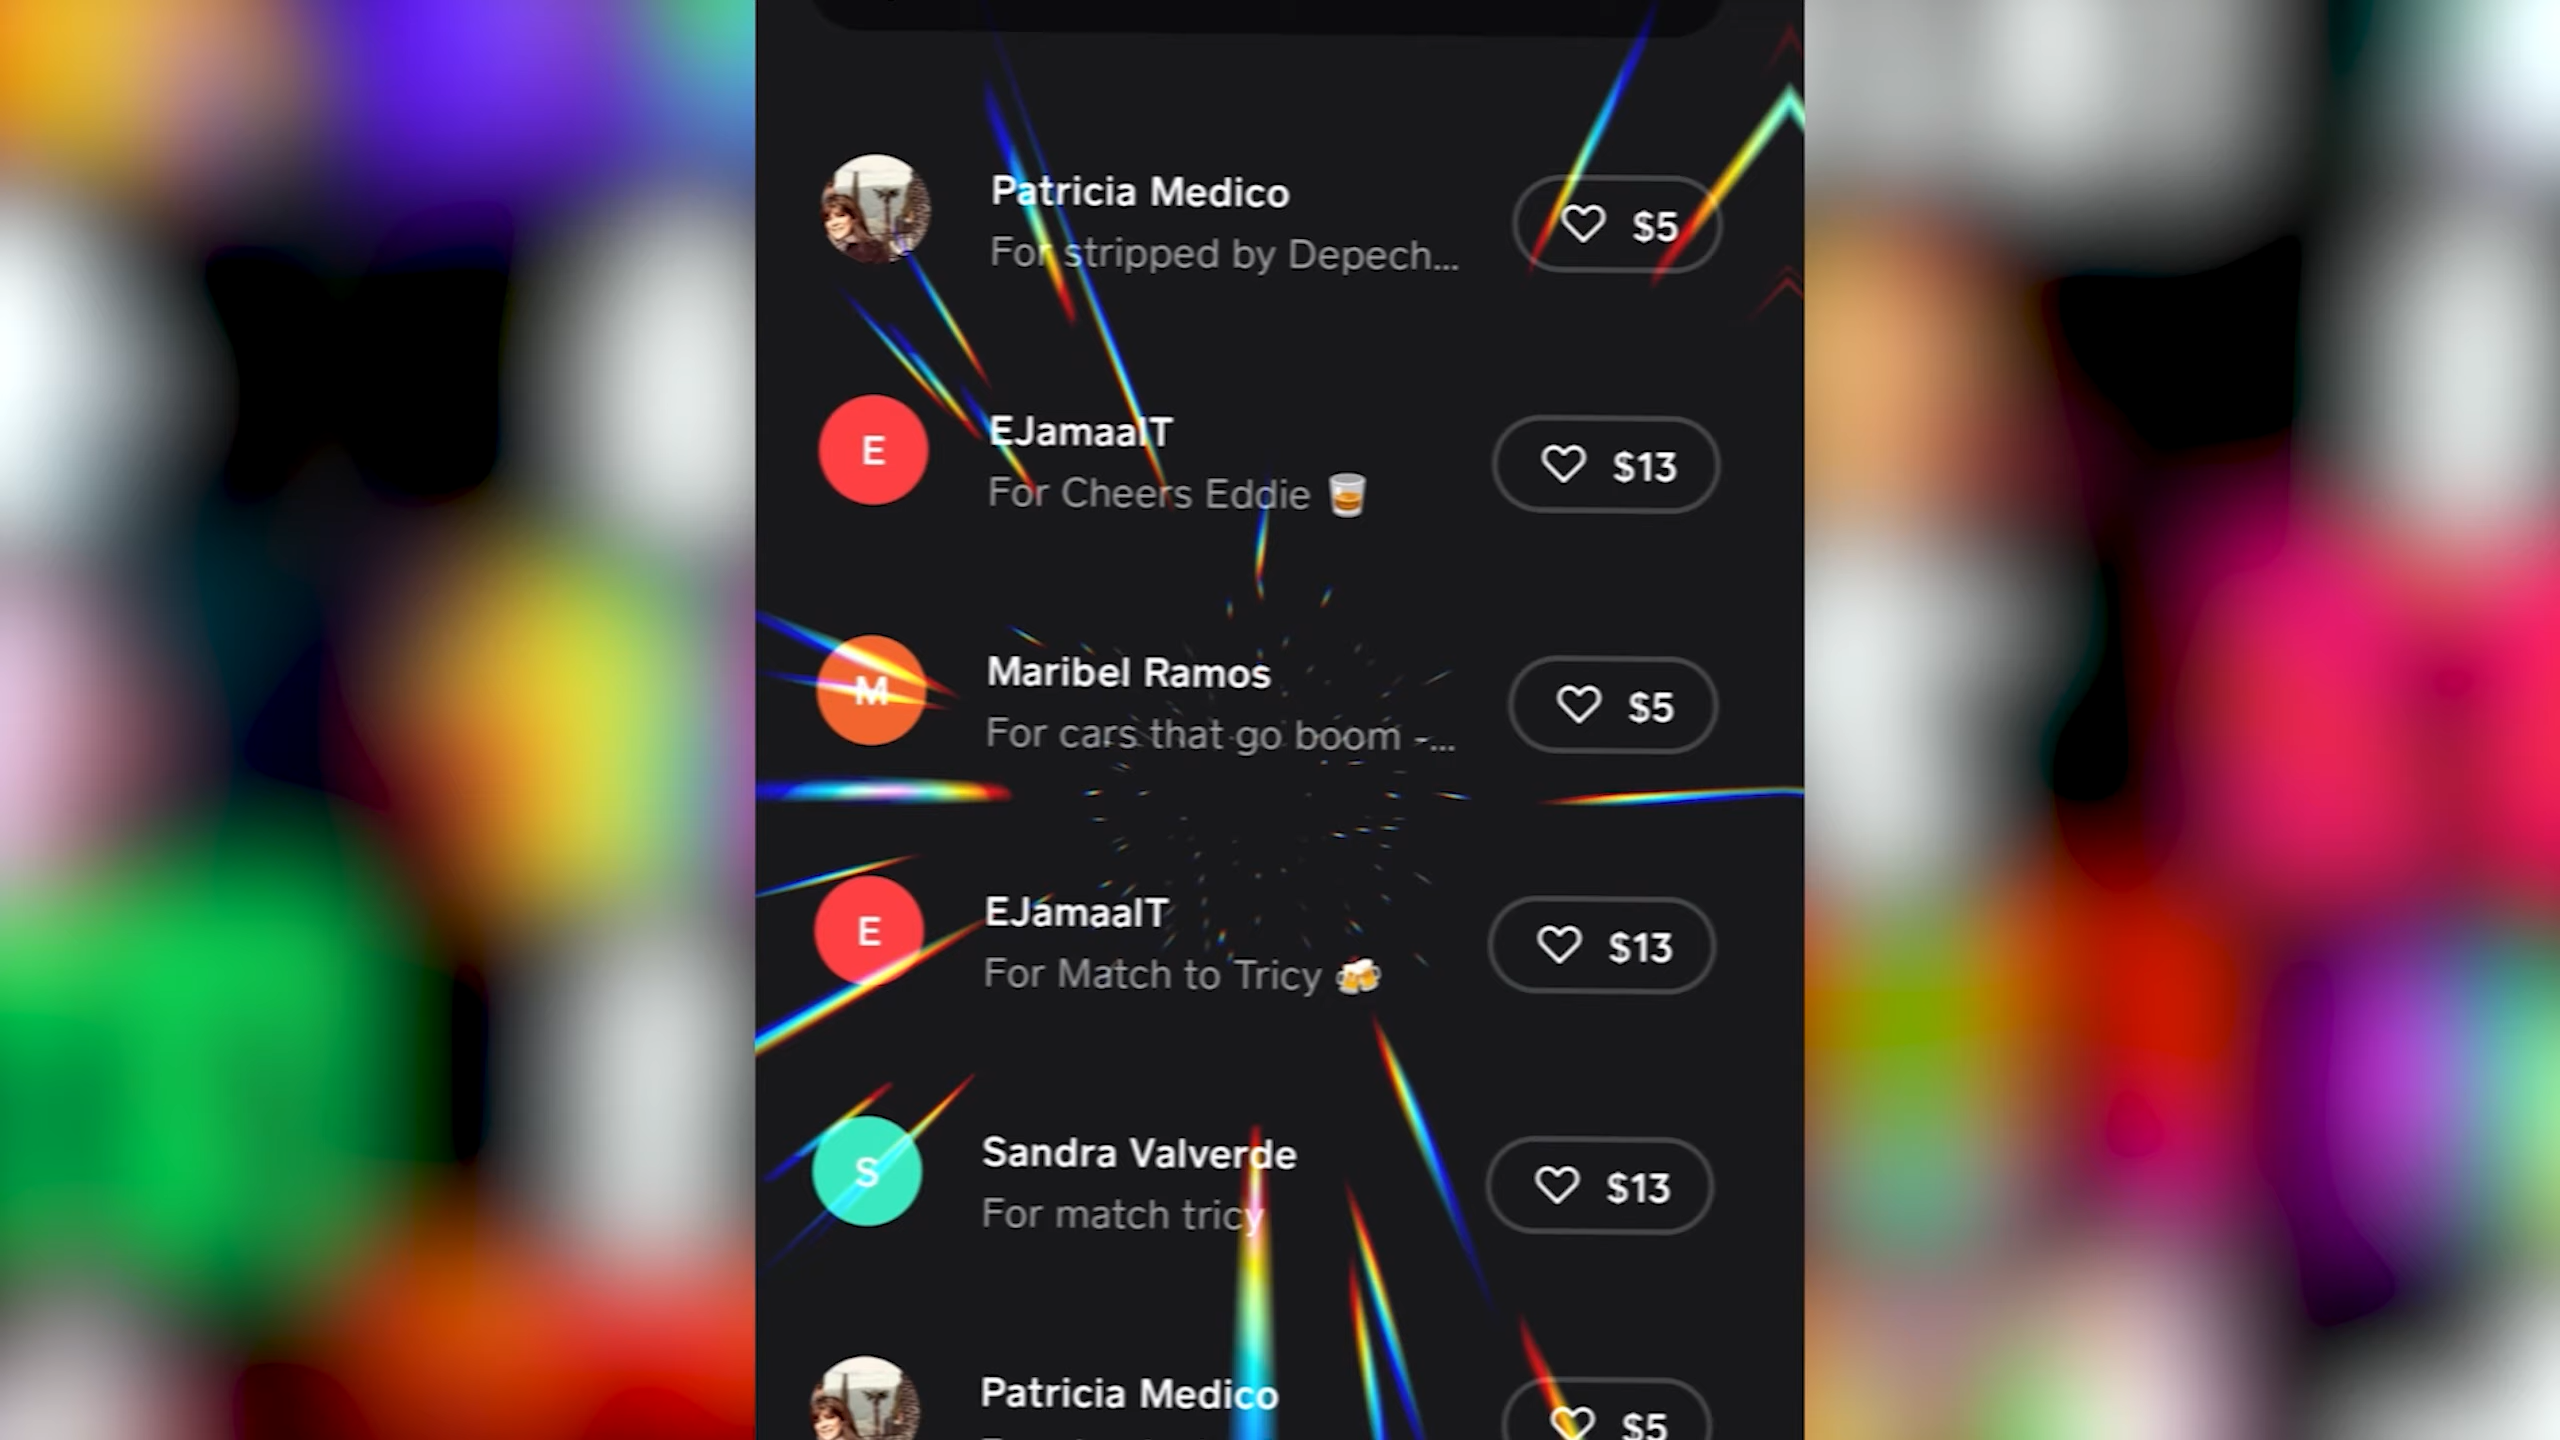 Patricia Medico
For stripped by Depech...
$5
E
EJamaalT
For Cheers Eddie
$13
M
Maribel Ramos
For cars that go boom -...
$5
E
EJamaalT
For Match to Tricy
$13
S
Sandra Valverde
For match tricy
$13
Patricia Medico
$5